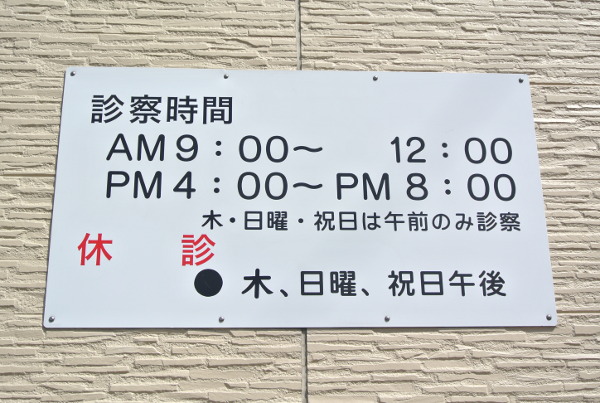 診察時間
AM9：00～　　12：00
PM4：00～PM8：00
木・日曜・祝日は午前のみ診察
休　診
●木、日曜、祝日午後